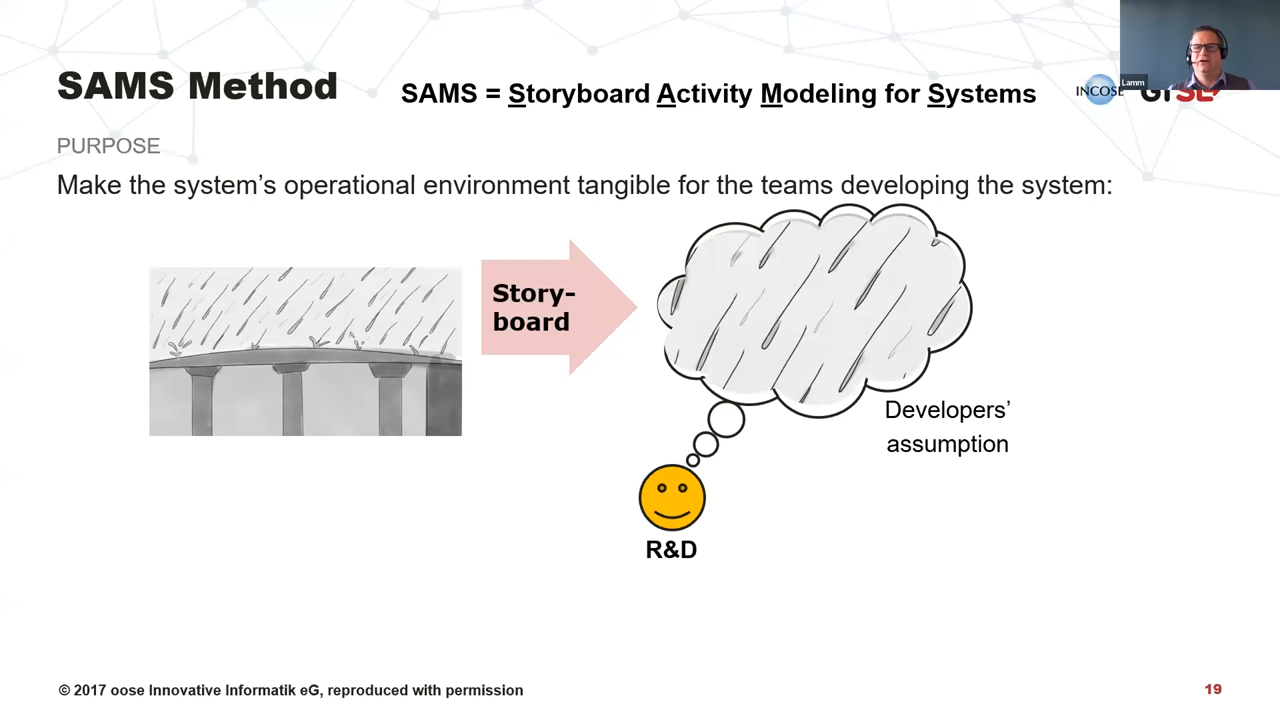 SAMS Method
SAMS = Storyboard Activity Modeling for Systems
Lamm
INCOSE
PURPOSE
Make the system’s operational environment tangible for the teams developing the system:
Story-
board
Developers’
assumption
R&D
© 2017 oose Innovative Informatik eG, reproduced with permission
19